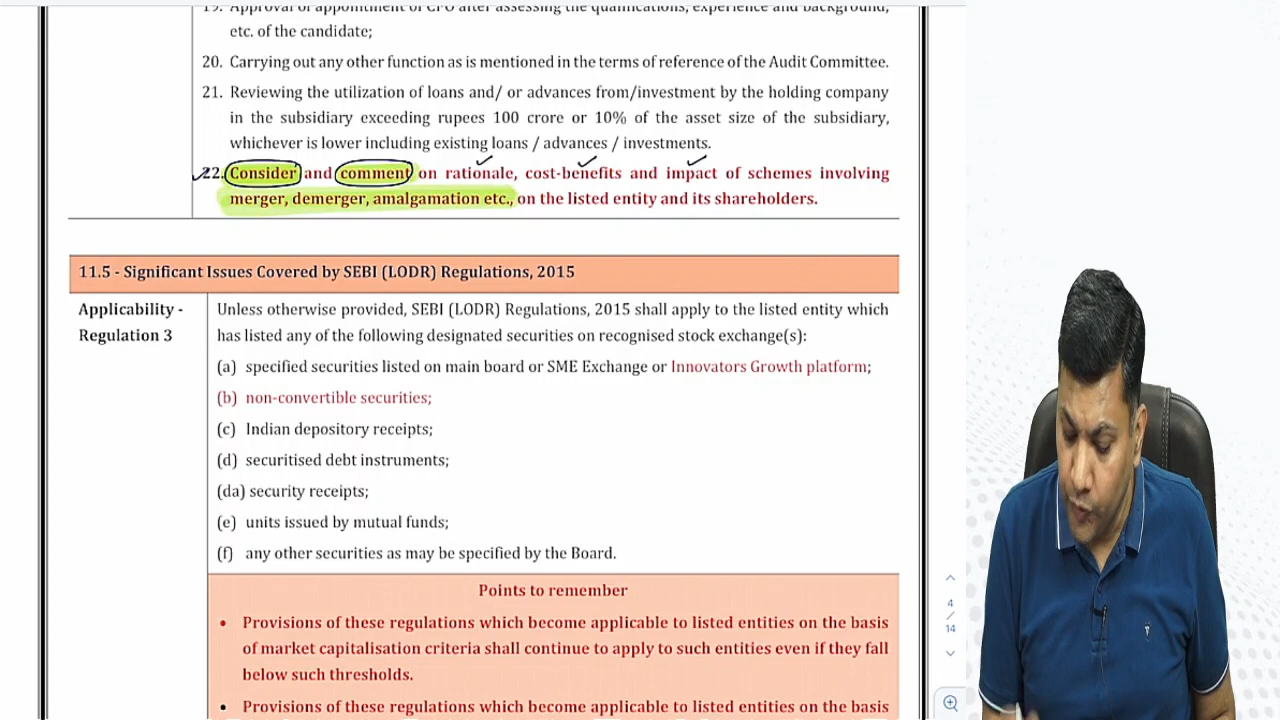 19. Approval of appointment of CFO after assessing the qualifications, experience and background,
etc. of the candidate;
20. Carrying out any other function as is mentioned in the terms of reference of the Audit Committee.
21. Reviewing the utilization of loans and/ or advances from/investment by the holding company
in the subsidiary exceeding rupees 100 crore or 10% of the asset size of the subsidiary,
whichever is lower including existing loans / advances / investments.
22. Consider and comment on rationale, cost-benefits and impact of schemes involving
merger, demerger, amalgamation etc., on the listed entity and its shareholders.
11.5 - Significant Issues Covered by SEBI (LODR) Regulations, 2015
Applicability -
Regulation 3
Unless otherwise provided, SEBI (LODR) Regulations, 2015 shall apply to the listed entity which
has listed any of the following designated securities on recognised stock exchange(s):
(a) specified securities listed on main board or SME Exchange or Innovators Growth platform;
(b) non-convertible securities;
(c) Indian depository receipts;
(d) securitised debt instruments;
(da) security receipts;
(e) units issued by mutual funds;
(f) any other securities as may be specified by the Board.
Points to remember
• Provisions of these regulations which become applicable to listed entities on the basis
of market capitalisation criteria shall continue to apply to such entities even if they fall
below such thresholds.
• Provisions of these regulations which become applicable to listed entities on the basis
4
/
14